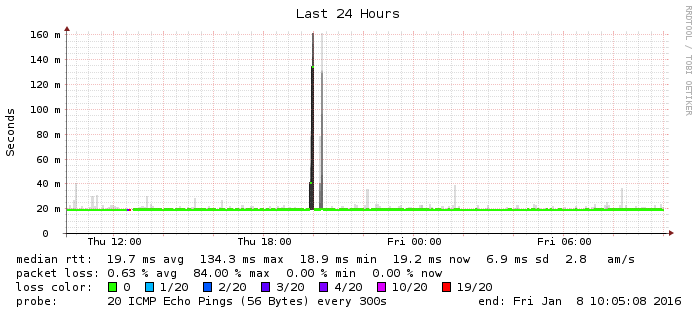 Last 24 Hours
RRDTOOL / TOBI OETIKER
Seconds
160 m
140 m
120 m
100 m
80 m
60 m
40 m
20 m
0
Thu 12:00 Thu 18:00 Fri 00:00 Fri 06:00
median rtt: 19.7 ms avg 134.3 ms max 18.9 ms min 19.2 ms now 6.9 ms sd 2.8 am/s
packet loss: 0.63 % avg 84.00 % max 0.00 % min 0.00 % now
loss color: 0 1/20 2/20 3/20 4/20 10/20 19/20
probe: 20 ICMP Echo Pings (56 Bytes) every 300s end: Fri Jan 8 10:05:08 2016